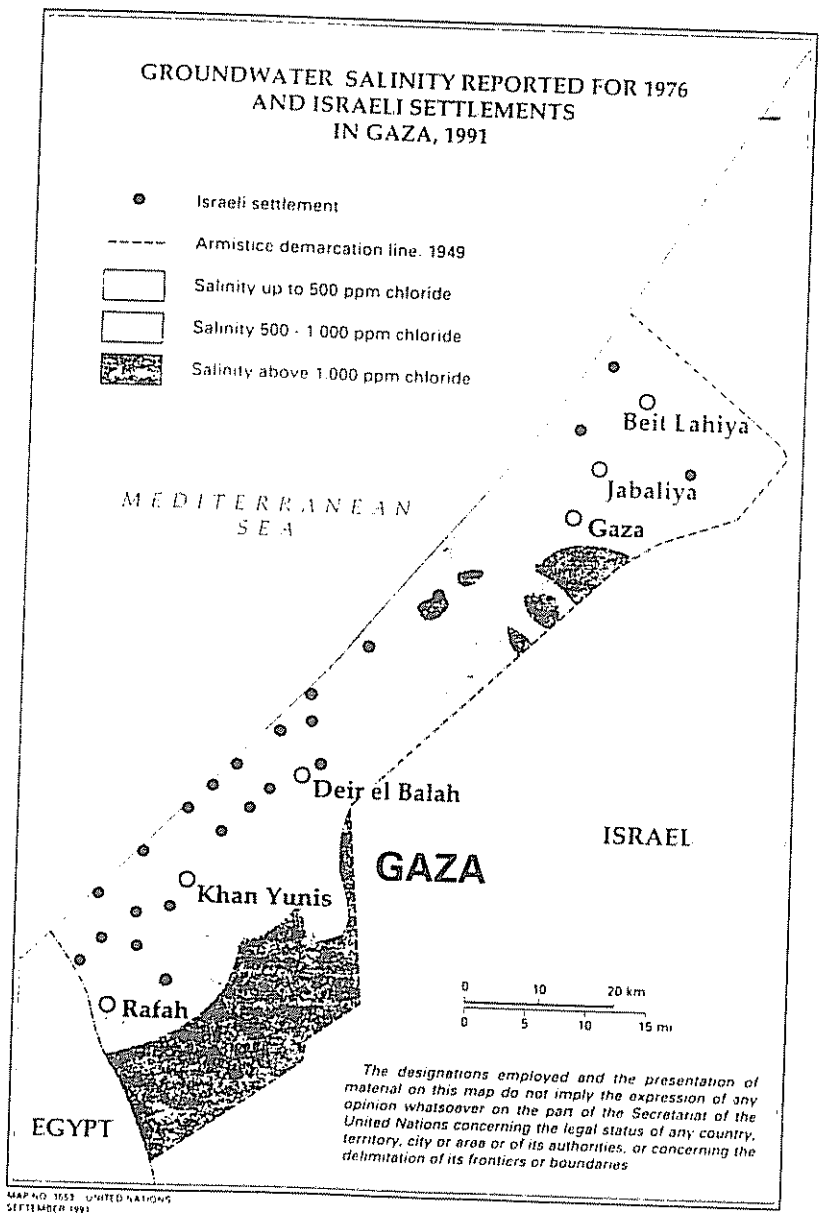 GROUNDWATER SALINITY REPORTED FOR 1976
AND ISRAELI SETTLEMENTS
IN GAZA, 1991
Israeli settlement
Armistice demarcation line. 1949
Salinity up to 500 ppm chloride
Salinity 500 - 1 000 ppm chloride
Salinity above 1.000 ppm chloride
Beit Lahiya
Jabaliya
Gaza
MEDITERRANEAN
SEA
Deir el Balah
ISRAEL
GAZA
Khan Yunis
Rafah
0 10 20 km
0 5 10 15 mi
EGYPT
The designations employed and the presentation of
material on this map do not imply the expression of any
opinion whatsoever on the part of the Secretariat of the
United Nations concerning the legal status of any country,
territory, city or area or of its authorities, or concerning the
delimitation of its frontiers or boundaries
MAP NO. UNITED NATIONS
SEPTEMBER 1991